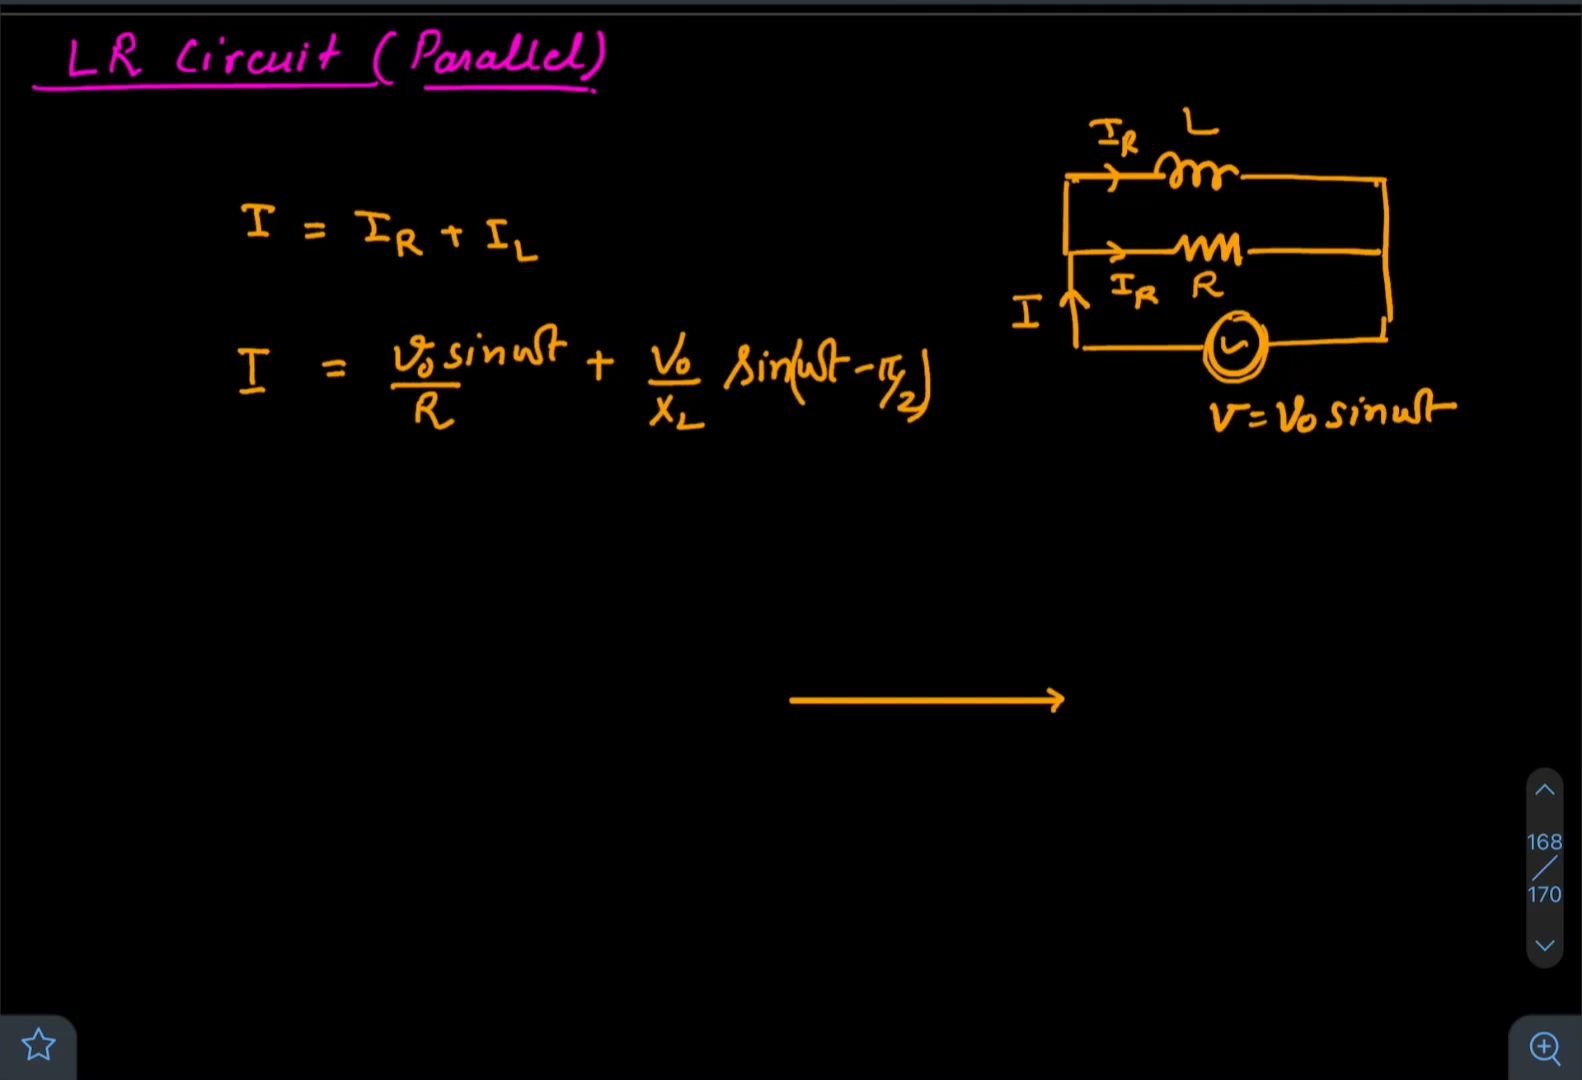 LR Circuit (Parallel)
I = I_R + I_L
I = V₀ sinωt / R + V₀ / X_L sin(ωt - π/2)
I_R L
I_R R
I
V = V₀ sinωt
168
/
170